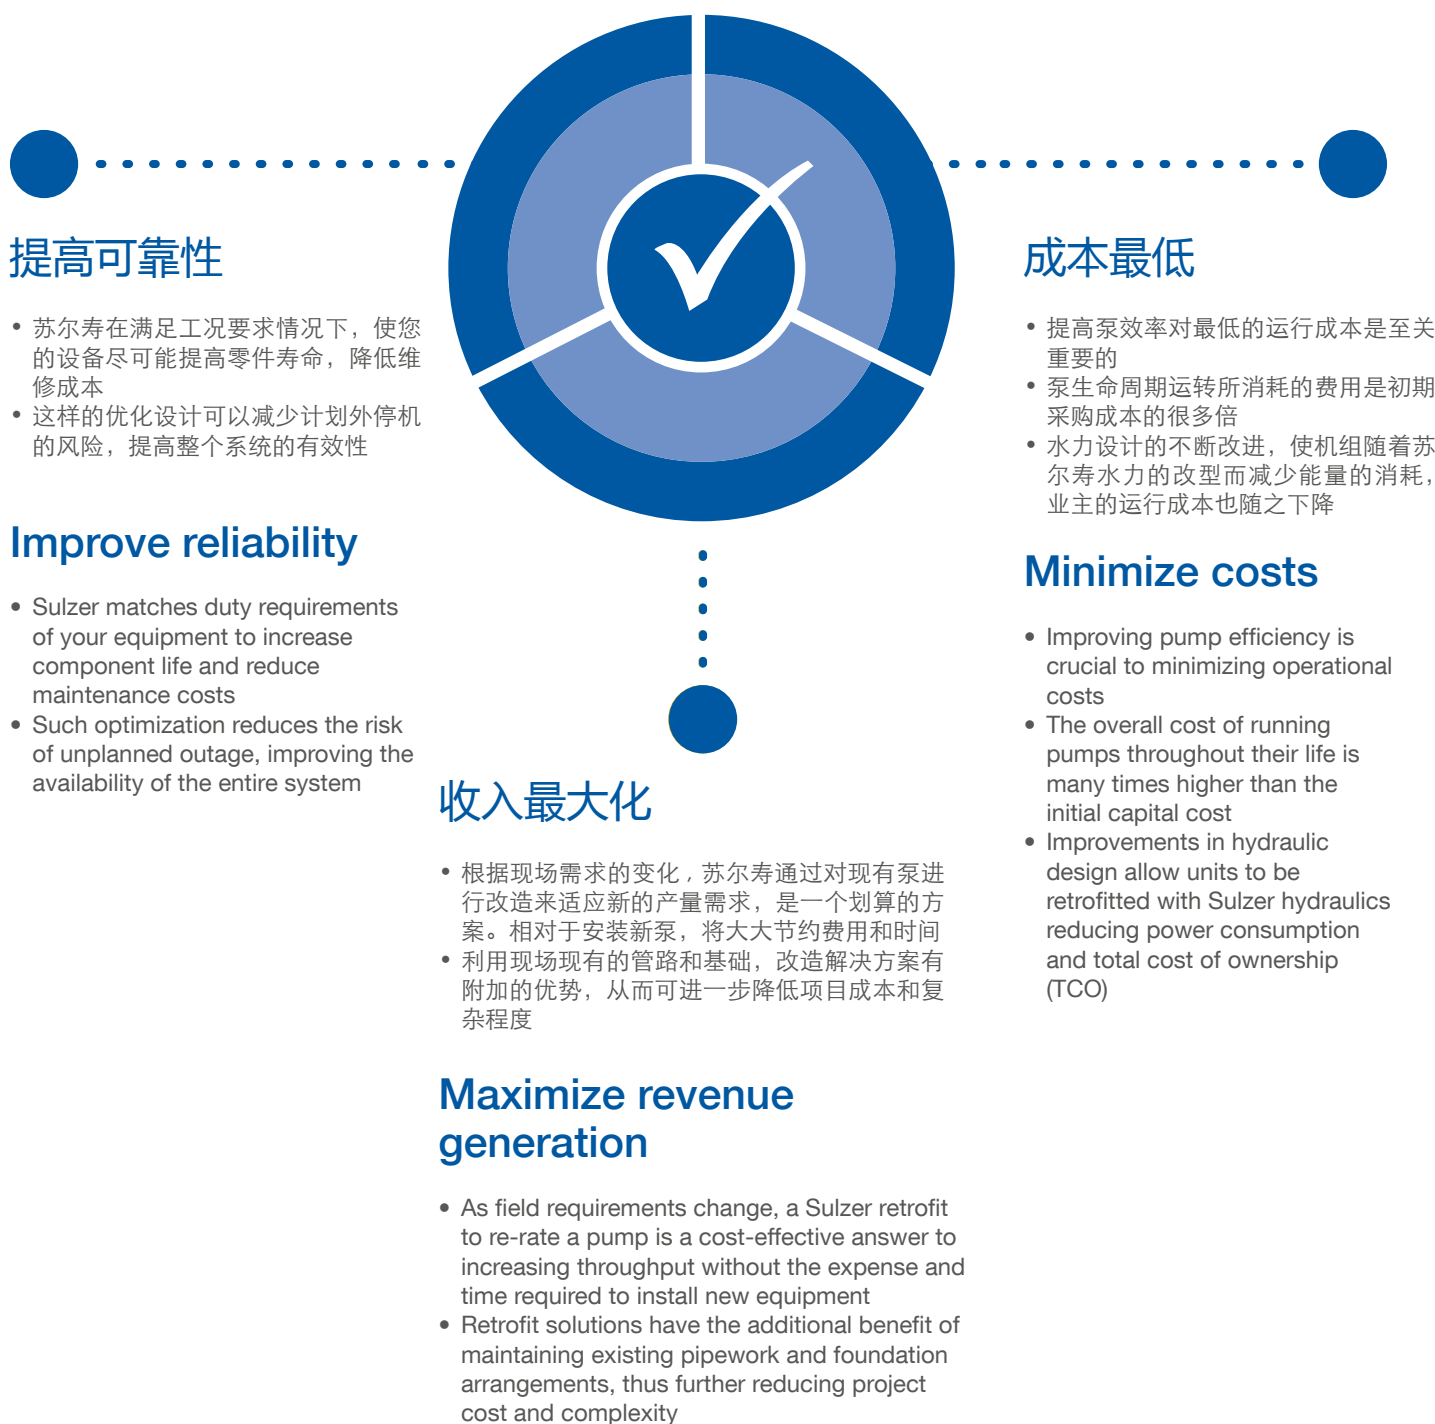 提高可靠性
• 苏尔寿在满足工况要求情况下，使您
的设备尽可能提高零件寿命，降低维
修成本
• 这样的优化设计可以减少计划外停机
的风险，提高整个系统的有效性
Improve reliability
• Sulzer matches duty requirements
of your equipment to increase
component life and reduce
maintenance costs
• Such optimization reduces the risk
of unplanned outage, improving the
availability of the entire system
收入最大化
• 根据现场需求的变化，苏尔寿通过对现有泵进
行改造来适应新的产量需求，是一个划算的方
案。相对于安装新泵，将大大节约费用和时间
• 利用现场现有的管路和基础，改造解决方案有
附加的优势，从而可进一步降低项目成本和复
杂程度
Maximize revenue
generation
• As field requirements change, a Sulzer retrofit
to re-rate a pump is a cost-effective answer to
increasing throughput without the expense and
time required to install new equipment
• Retrofit solutions have the additional benefit of
maintaining existing pipework and foundation
arrangements, thus further reducing project
cost and complexity
成本最低
• 提高泵效率对最低的运行成本是至关
重要的
• 泵生命周期运转所消耗的费用是初期
采购成本的很多倍
• 水力设计的不断改进，使机组随着苏
尔寿水力的改型而减少能量的消耗，
业主的运行成本也随之下降
Minimize costs
• Improving pump efficiency is
crucial to minimizing operational
costs
• The overall cost of running
pumps throughout their life is
many times higher than the
initial capital cost
• Improvements in hydraulic
design allow units to be
retrofitted with Sulzer hydraulics
reducing power consumption
and total cost of ownership
(TCO)